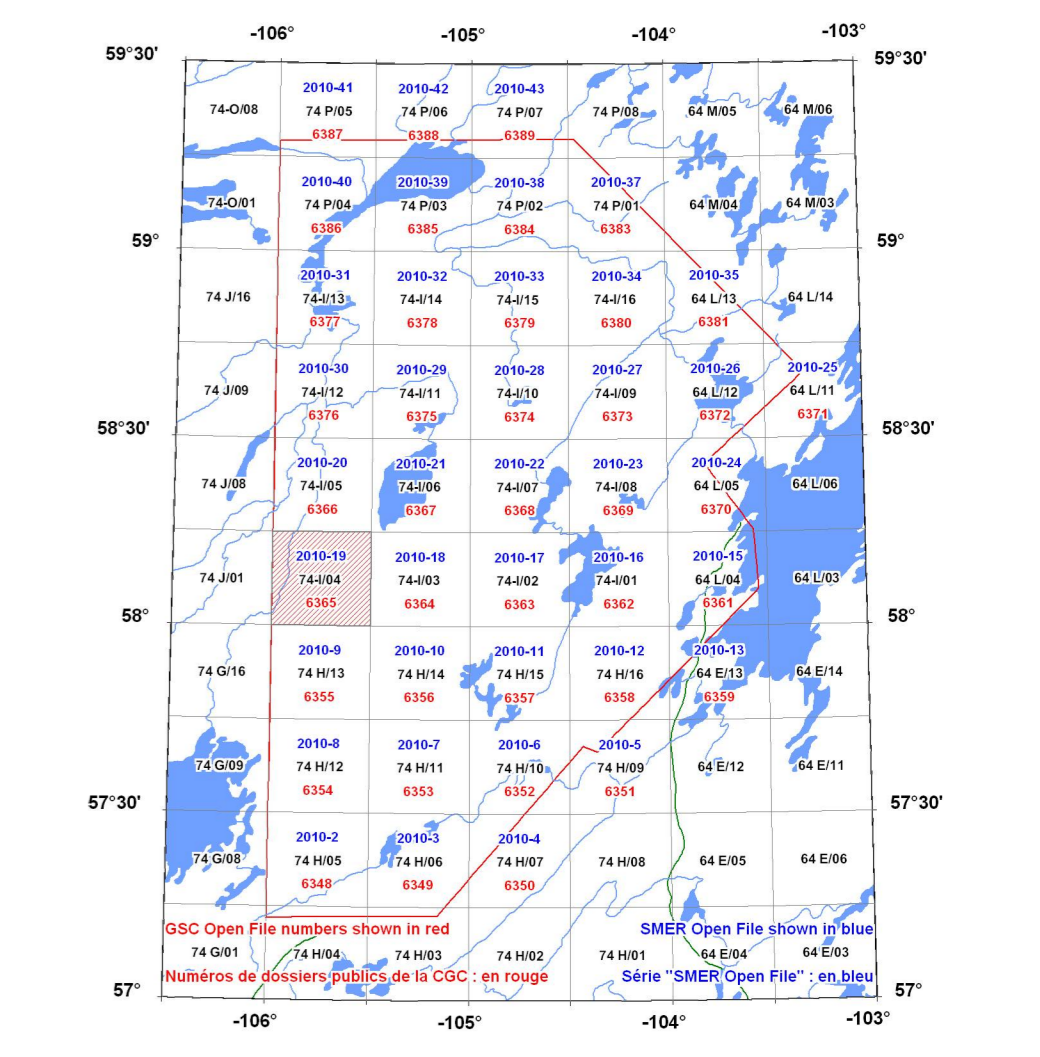 -106° -105° -104° -103°
59°30' 59°30'
2010-41 2010-42 2010-43
74-O/08 74 P/05 74 P/06 74 P/07 74 P/08 64 M/05 64 M/06
6387 6388 6389
2010-40 2010-39 2010-38 2010-37
74-O/01 74 P/04 74 P/03 74 P/02 74 P/01 64 M/04 64 M/03
6386 6385 6384 6383
59° 59°
2010-31 2010-32 2010-33 2010-34 2010-35
74 J/16 74-I/13 74-I/14 74-I/15 74-I/16 64 L/13 64 L/14
6377 6378 6379 6380 6381
2010-30 2010-29 2010-28 2010-27 2010-26 2010-25
74 J/09 74-I/12 74-I/11 74-I/10 74-I/09 64 L/12 64 L/11
6376 6375 6374 6373 6372 6371
58°30' 58°30'
2010-20 2010-21 2010-22 2010-23 2010-24
74 J/08 74-I/05 74-I/06 74-I/07 74-I/08 64 L/05 64 L/06
6366 6367 6368 6369 6370
2010-19 2010-18 2010-17 2010-16 2010-15
74 J/01 74-I/04 74-I/03 74-I/02 74-I/01 64 L/04 64 L/03
6365 6364 6363 6362 6361
58° 58°
2010-9 2010-10 2010-11 2010-12 2010-13
74 G/16 74 H/13 74 H/14 74 H/15 74 H/16 64 E/13 64 E/14
6355 6356 6357 6358 6359
2010-8 2010-7 2010-6 2010-5
74 G/09 74 H/12 74 H/11 74 H/10 74 H/09 64 E/12 64 E/11
6354 6353 6352 6351
57°30' 57°30'
2010-2 2010-3 2010-4
74 G/08 74 H/05 74 H/06 74 H/07 74 H/08 64 E/05 64 E/06
6348 6349 6350
GSC Open File numbers shown in red SMER Open File shown in blue
74 G/01 74 H/04 74 H/03 74 H/02 74 H/01 64 E/04 64 E/03
Numéros de dossiers publics de la CGC : en rouge Série "SMER Open File" : en bleu
57° 57°
-106° -105° -104° -103°